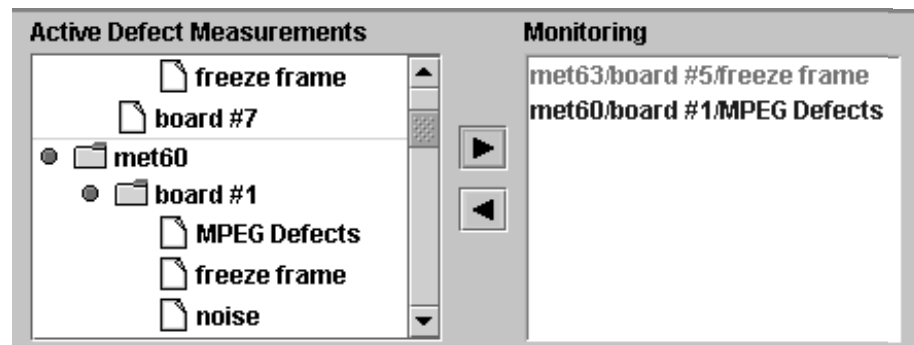 Active Defect Measurements
freeze frame
board #7
met60
board #1
MPEG Defects
freeze frame
noise
Monitoring
met63/board #5/freeze frame
met60/board #1/MPEG Defects